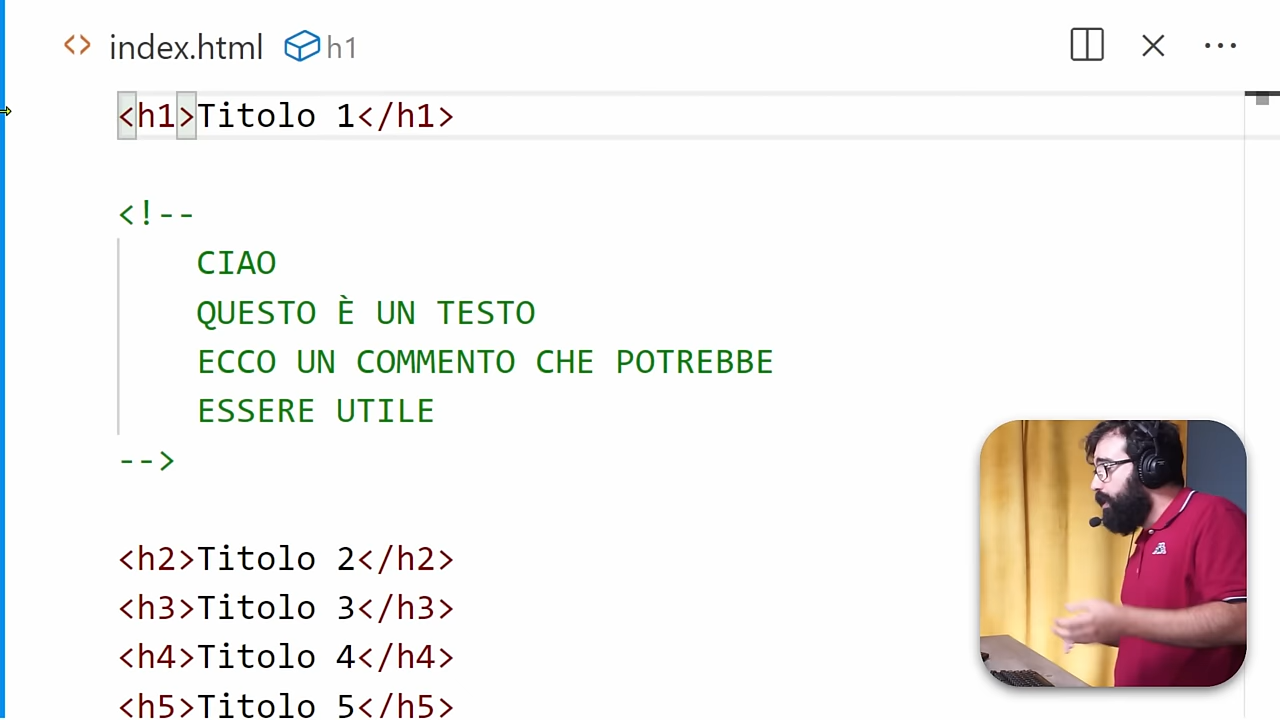 index.html h1
<h1>Titolo 1</h1>
<!--
CIAO
QUESTO È UN TESTO
ECCO UN COMMENTO CHE POTREBBE
ESSERE UTILE
-->
<h2>Titolo 2</h2>
<h3>Titolo 3</h3>
<h4>Titolo 4</h4>
<h5>Titolo 5</h5>